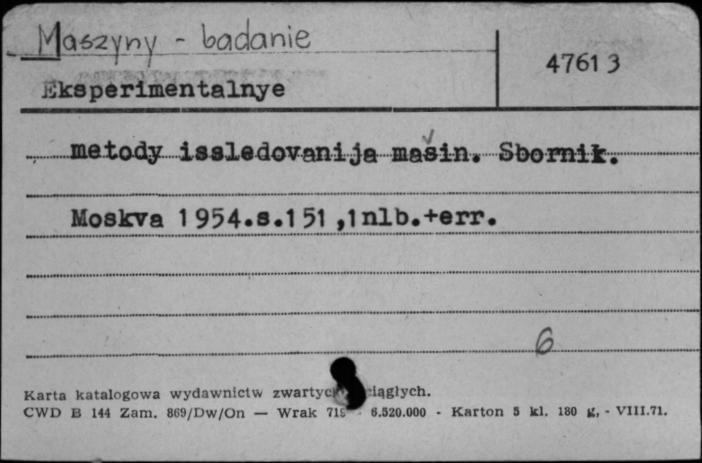 Maszyny - badanie
47613
Eksperimentalnye
metody issledovanija mašin. Sbornik.
Moskva 1954.s.151,1nlb.+err.
6
Karta katalogowa wydawnictw ciągłych.
CWD B 144 Zam. 869/Dw/On — Wrak 6.520.000 - Karton 5 kl. 180 g, - VIII.71.